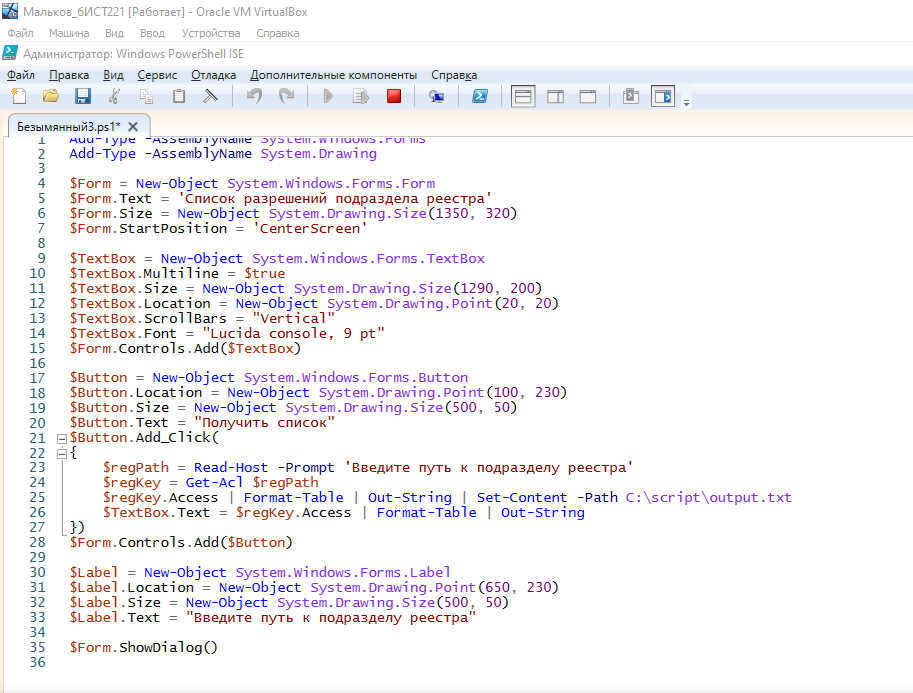 Мальков_6ИСТ221 [Работает] - Oracle VM VirtualBox
Файл Машина Вид Ввод Устройства Справка
Администратор: Windows PowerShell ISE
Файл Правка Вид Сервис Отладка Дополнительные компоненты Справка
Безымянный3.ps1*
1 Add-Type -AssemblyName System.Windows.Forms
2 Add-Type -AssemblyName System.Drawing
3
4 $Form = New-Object System.Windows.Forms.Form
5 $Form.Text = 'Список разрешений подраздела реестра'
6 $Form.Size = New-Object System.Drawing.Size(1350, 320)
7 $Form.StartPosition = 'CenterScreen'
8
9 $TextBox = New-Object System.Windows.Forms.TextBox
10 $TextBox.Multiline = $true
11 $TextBox.Size = New-Object System.Drawing.Size(1290, 200)
12 $TextBox.Location = New-Object System.Drawing.Point(20, 20)
13 $TextBox.ScrollBars = "Vertical"
14 $TextBox.Font = "Lucida console, 9 pt"
15 $Form.Controls.Add($TextBox)
16
17 $Button = New-Object System.Windows.Forms.Button
18 $Button.Location = New-Object System.Drawing.Point(100, 230)
19 $Button.Size = New-Object System.Drawing.Size(500, 50)
20 $Button.Text = "Получить список"
21 $Button.Add_Click(
22 {
23 $regPath = Read-Host -Prompt 'Введите путь к подразделу реестра'
24 $regKey = Get-Acl $regPath
25 $regKey.Access | Format-Table | Out-String | Set-Content -Path C:\script\output.txt
26 $TextBox.Text = $regKey.Access | Format-Table | Out-String
27 })
28 $Form.Controls.Add($Button)
29
30 $Label = New-Object System.Windows.Forms.Label
31 $Label.Location = New-Object System.Drawing.Point(650, 230)
32 $Label.Size = New-Object System.Drawing.Size(500, 50)
33 $Label.Text = "Введите путь к подразделу реестра"
34
35 $Form.ShowDialog()
36